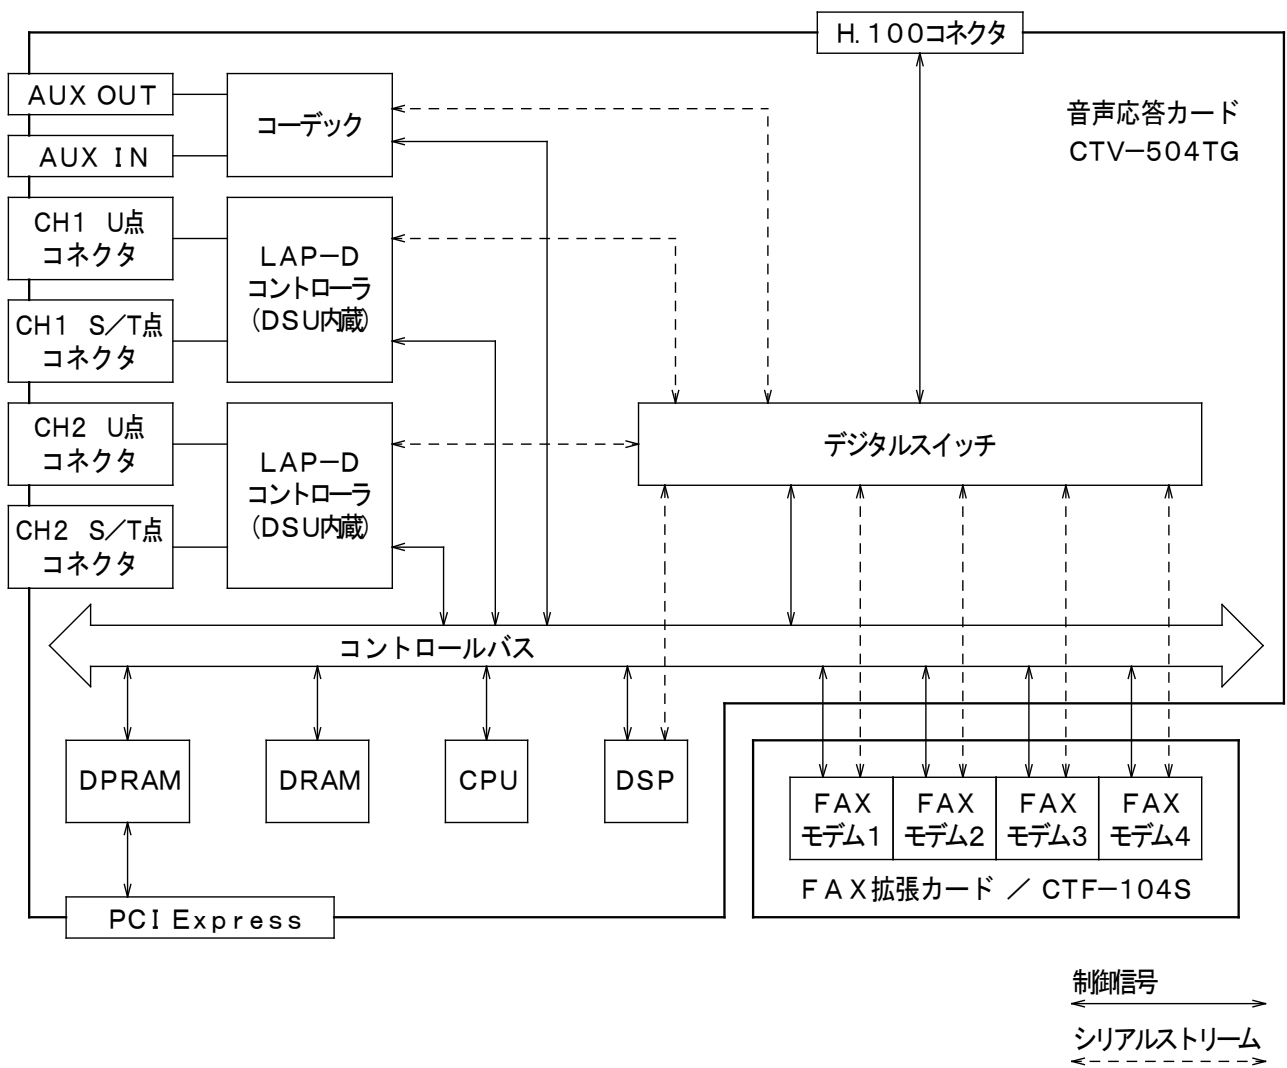 H.100コネクタ
AUX OUT
AUX IN
コーデック
音声応答カード
CTV－504TG
CH1 U点
コネクタ
CH1 S／T点
コネクタ
LAP－D
コントローラ
(DSU内蔵)
CH2 U点
コネクタ
CH2 S／T点
コネクタ
LAP－D
コントローラ
(DSU内蔵)
デジタルスイッチ
コントロールバス
DPRAM
DRAM
CPU
DSP
FAX
モデム1
FAX
モデム2
FAX
モデム3
FAX
モデム4
FAX拡張カード ／ CTF－104S
PCI Express
制御信号
シリアルストリーム